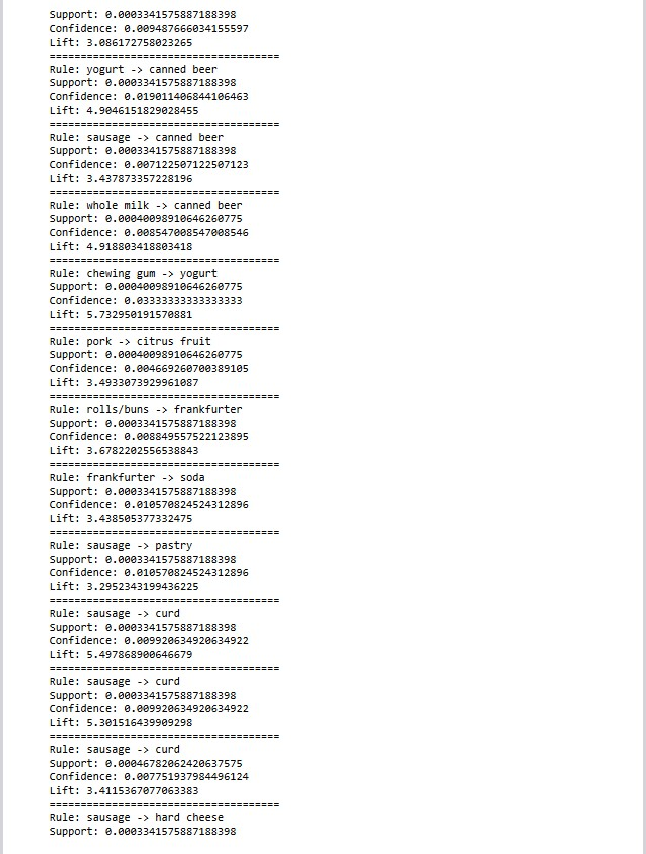 Support: 0.0003341575887188398
Confidence: 0.009487666034155597
Lift: 3.086172758023265
=====================================
Rule: yogurt -> canned beer
Support: 0.0003341575887188398
Confidence: 0.019011406844106463
Lift: 4.9046151829028455
=====================================
Rule: sausage -> canned beer
Support: 0.0003341575887188398
Confidence: 0.007122507122507123
Lift: 3.437873357228196
=====================================
Rule: whole milk -> canned beer
Support: 0.00040098910646260775
Confidence: 0.008547008547008546
Lift: 4.918803418803418
=====================================
Rule: chewing gum -> yogurt
Support: 0.00040098910646260775
Confidence: 0.03333333333333333
Lift: 5.732950191570881
=====================================
Rule: pork -> citrus fruit
Support: 0.00040098910646260775
Confidence: 0.004669260700389105
Lift: 3.4933073929961087
=====================================
Rule: rolls/buns -> frankfurter
Support: 0.0003341575887188398
Confidence: 0.008849557522123895
Lift: 3.6782202556538843
=====================================
Rule: frankfurter -> soda
Support: 0.0003341575887188398
Confidence: 0.010570824524312896
Lift: 3.438505377332475
=====================================
Rule: sausage -> pastry
Support: 0.0003341575887188398
Confidence: 0.010570824524312896
Lift: 3.2952343199436225
=====================================
Rule: sausage -> curd
Support: 0.0003341575887188398
Confidence: 0.009920634920634922
Lift: 5.497868900646679
=====================================
Rule: sausage -> curd
Support: 0.0003341575887188398
Confidence: 0.009920634920634922
Lift: 5.301516439909298
=====================================
Rule: sausage -> curd
Support: 0.00046782062420637575
Confidence: 0.007751937984496124
Lift: 3.4115367077063383
=====================================
Rule: sausage -> hard cheese
Support: 0.0003341575887188398